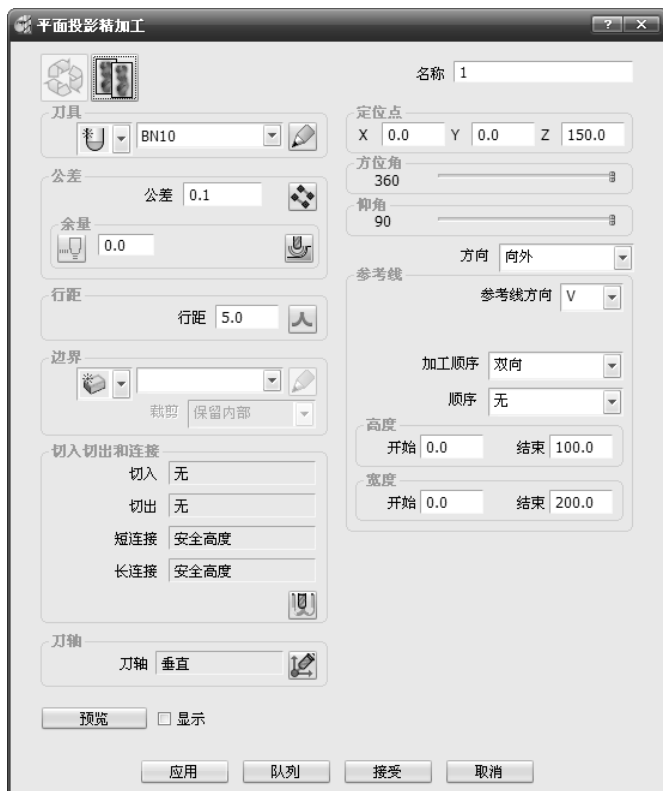 平面投影精加工
名称 1
刀具
BN10
公差
公差 0.1
余量
0.0
行距
行距 5.0
边界
裁剪 保留内部
切入切出和连接
切入 无
切出 无
短连接 安全高度
长连接 安全高度
刀轴
刀轴 垂直
预览 显示
定位点
X 0.0 Y 0.0 Z 150.0
方位角
360
仰角
90
方向 向外
参考线
参考线方向 V
加工顺序 双向
顺序 无
高度
开始 0.0 结束 100.0
宽度
开始 0.0 结束 200.0
应用 队列 接受 取消